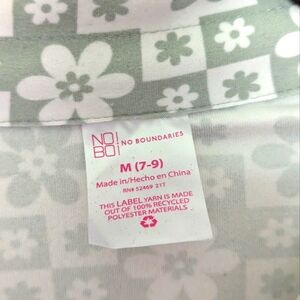 NO!
BO! NO BOUNDARIES
M (7-9)
Made in/Hecho en China
RN# 52469 21T
THIS LABEL YARN IS MADE
OUT OF 100% RECYCLED
POLYESTER MATERIALS